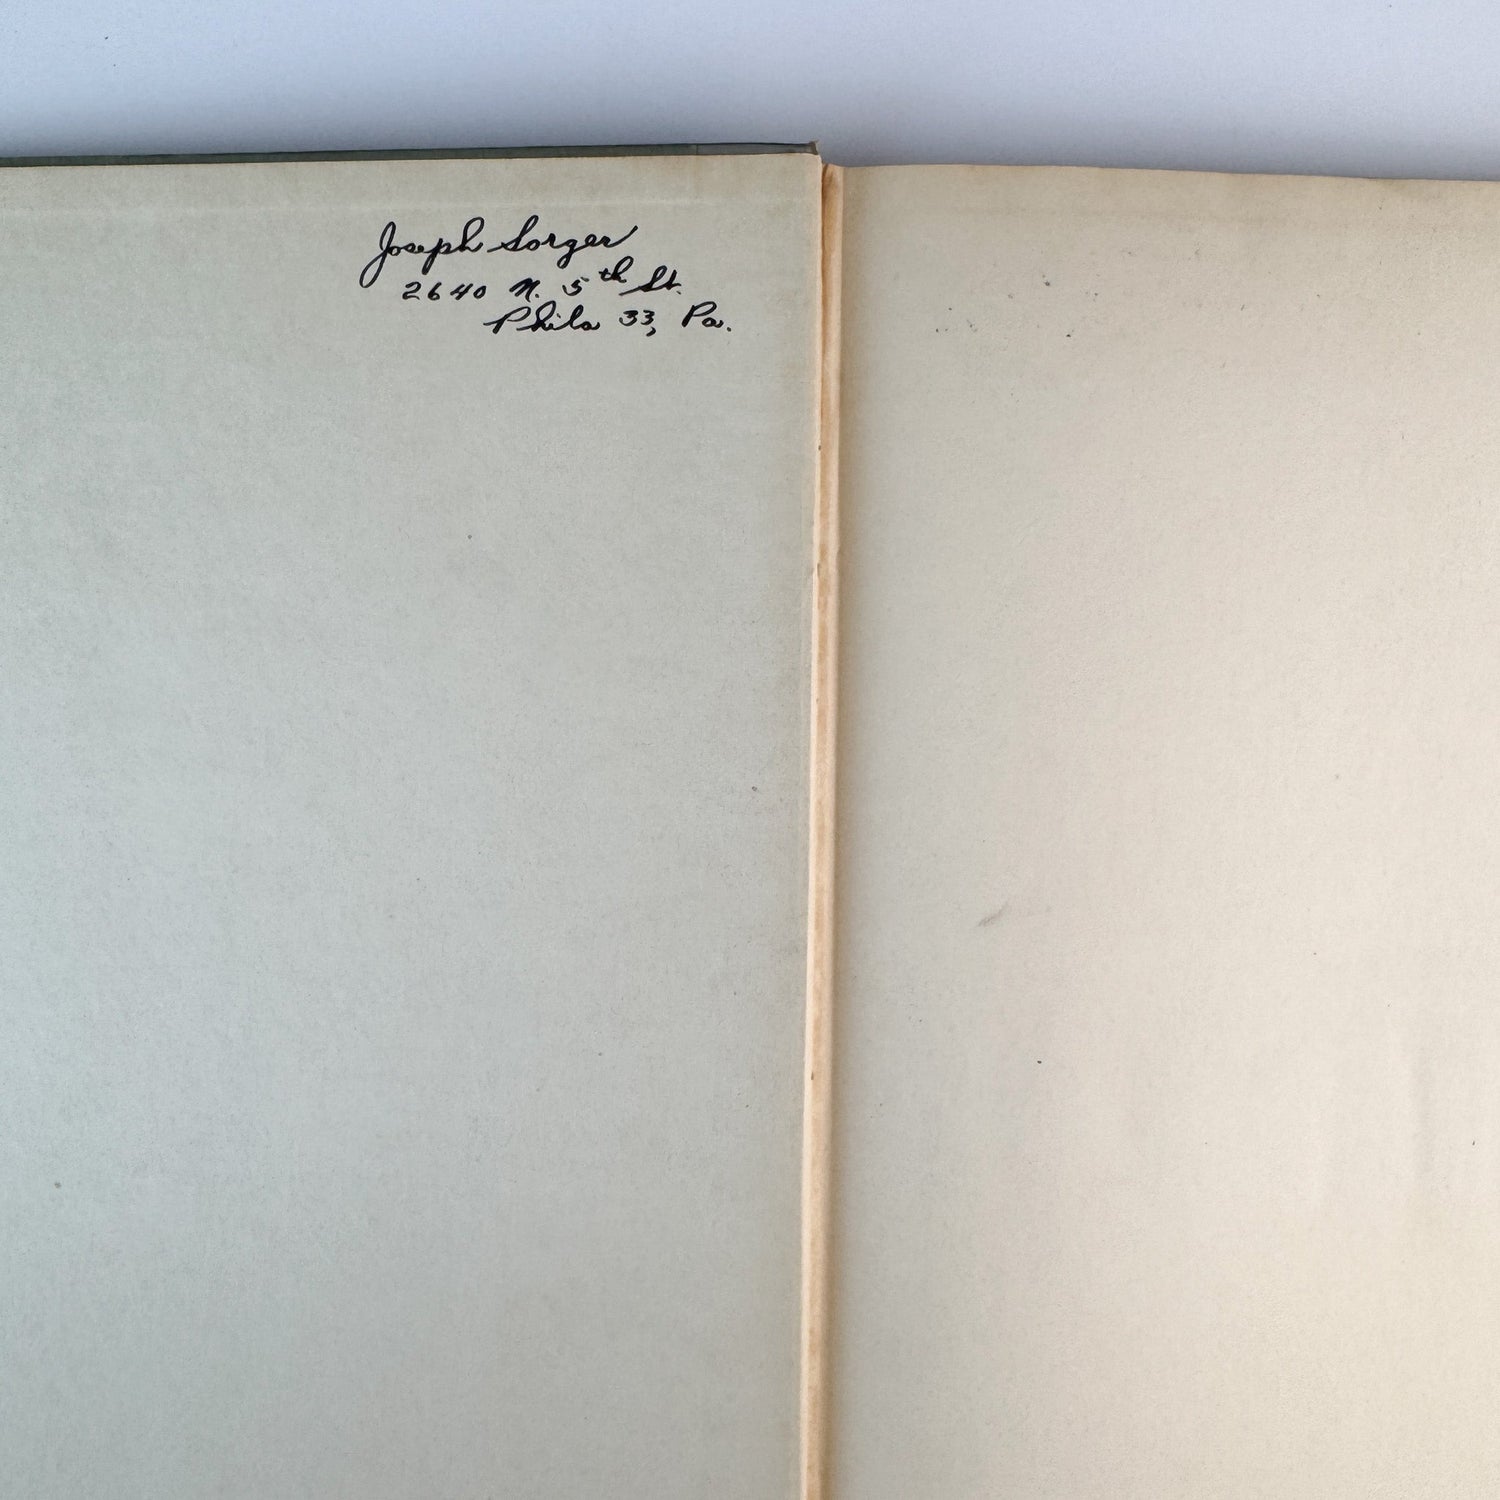 Joseph Sorger
2640 N. 5th St.
Phila 33, Pa.